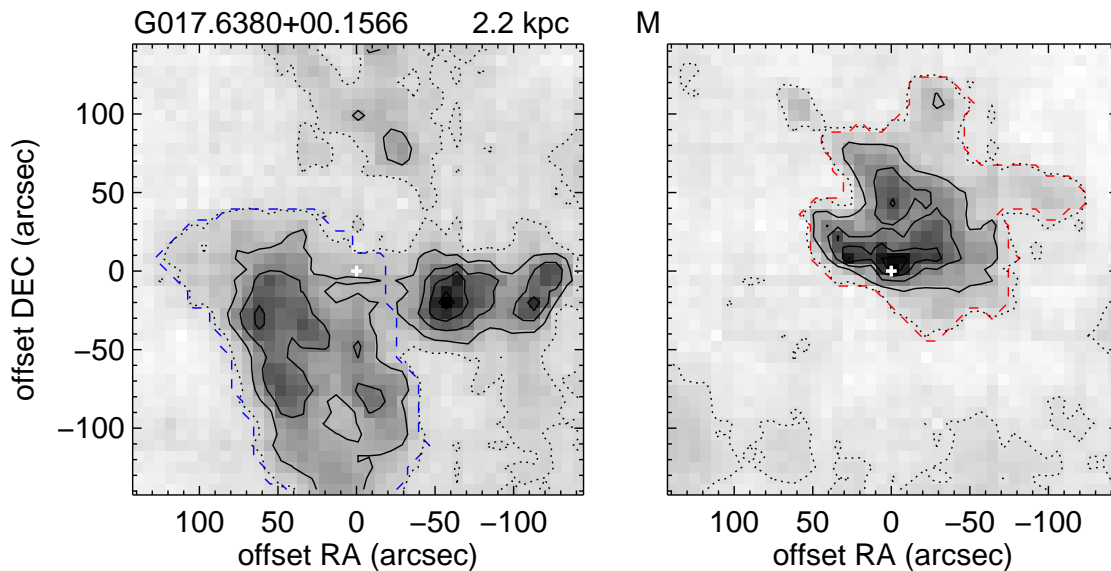 G017.6380+00.1566 2.2 kpc M
100
50
0
−50
−100
offset DEC (arcsec)
100 50 0 −50 −100 100 50 0 −50 −100
offset RA (arcsec) offset RA (arcsec)